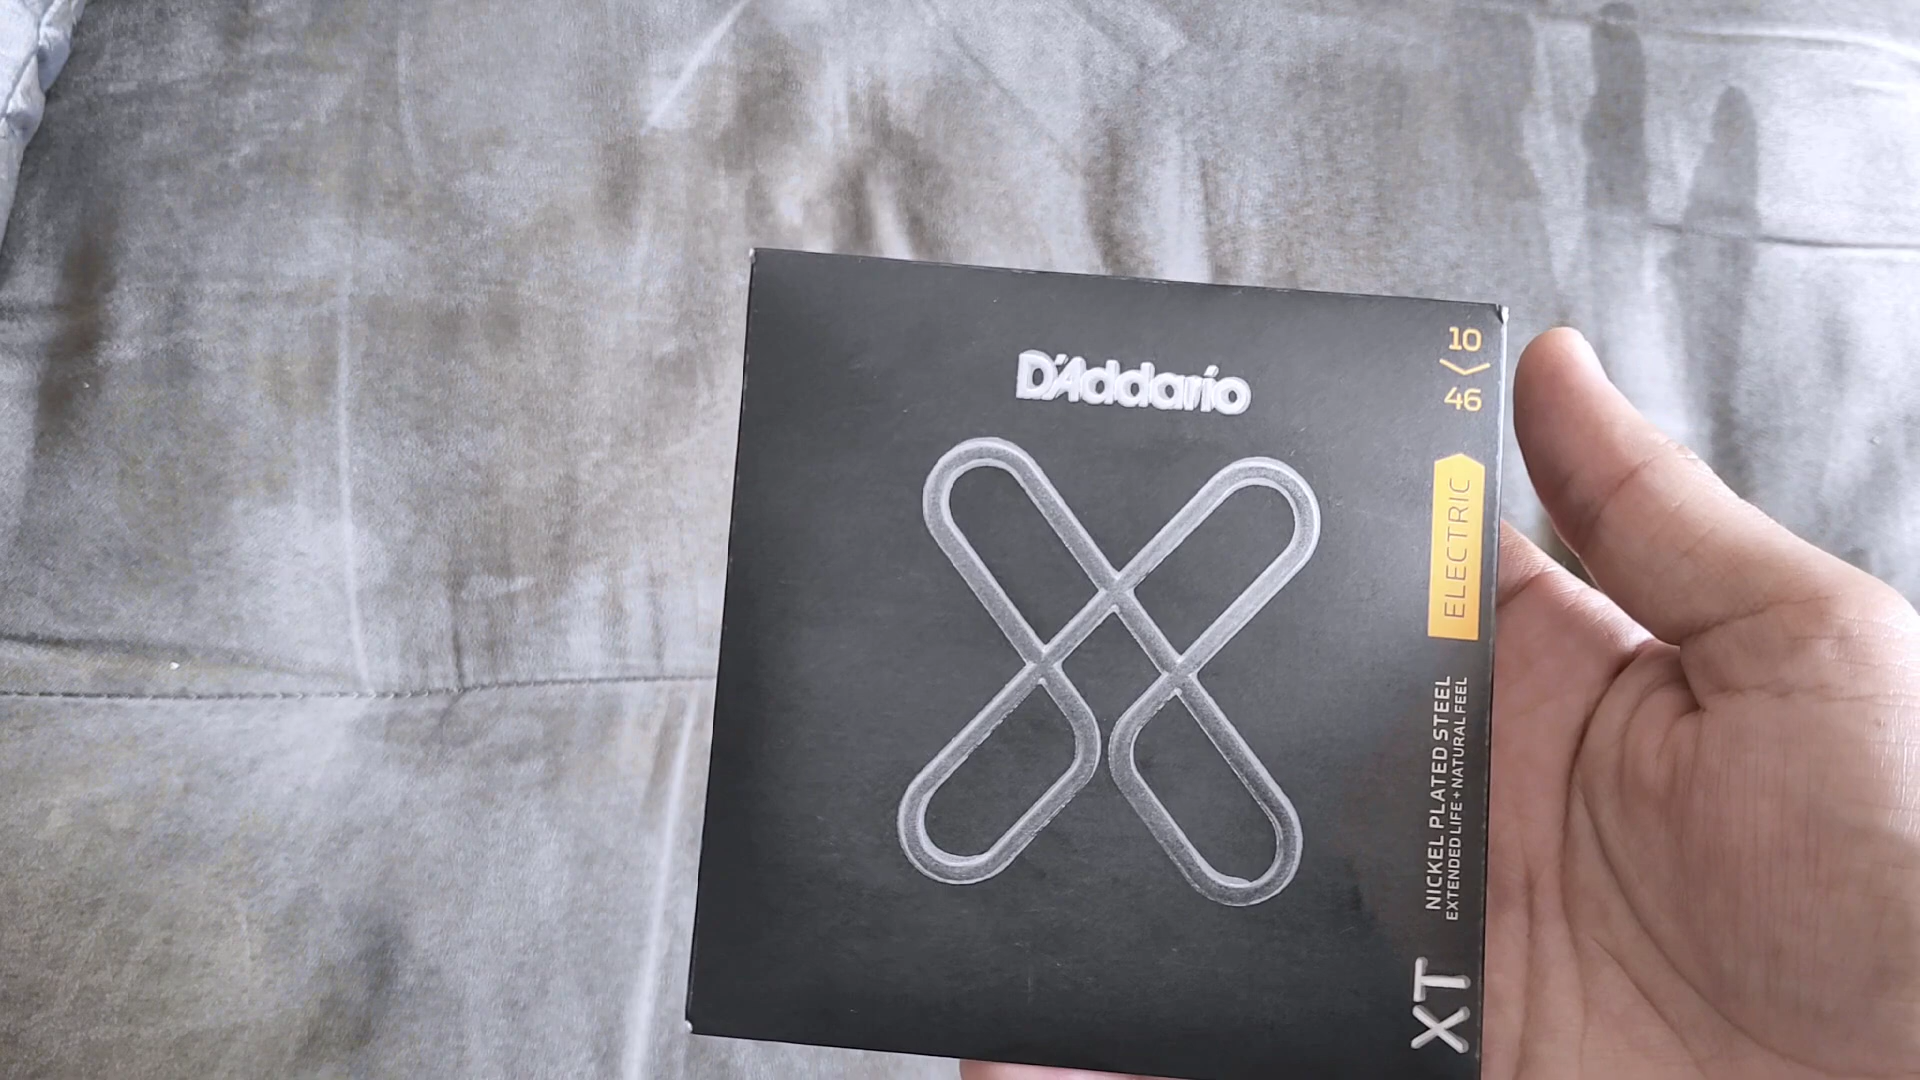 D'Addario
10
46
ELECTRIC
NICKEL PLATED STEEL
EXTENDED LIFE + NATURAL FEEL
XT